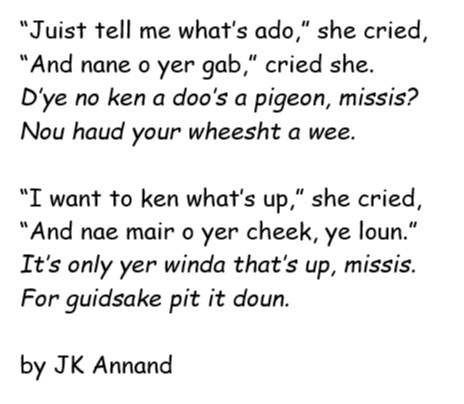 “Juist tell me what’s ado,” she cried,
“And nane o yer gab,” cried she.
D’ye no ken a doo’s a pigeon, missis?
Nou haud your wheesht a wee.

“I want to ken what’s up,” she cried,
“And nae mair o yer cheek, ye loun.”
It’s only yer winda that’s up, missis.
For guidsake pit it doun.

by JK Annand